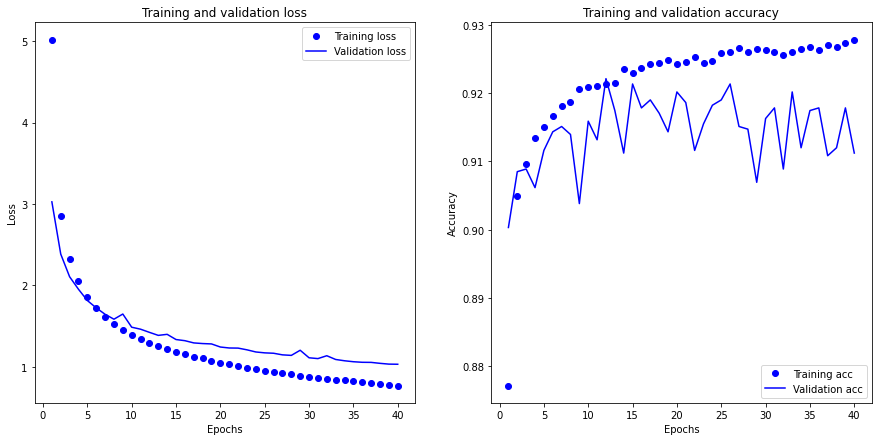 Training and validation loss
Training loss
Validation loss
5
4
3
2
1
Loss
0 5 10 15 20 25 30 35 40
Epochs
Training and validation accuracy
0.93
0.92
0.91
0.90
0.89
0.88
Accuracy
Training acc
Validation acc
0 5 10 15 20 25 30 35 40
Epochs